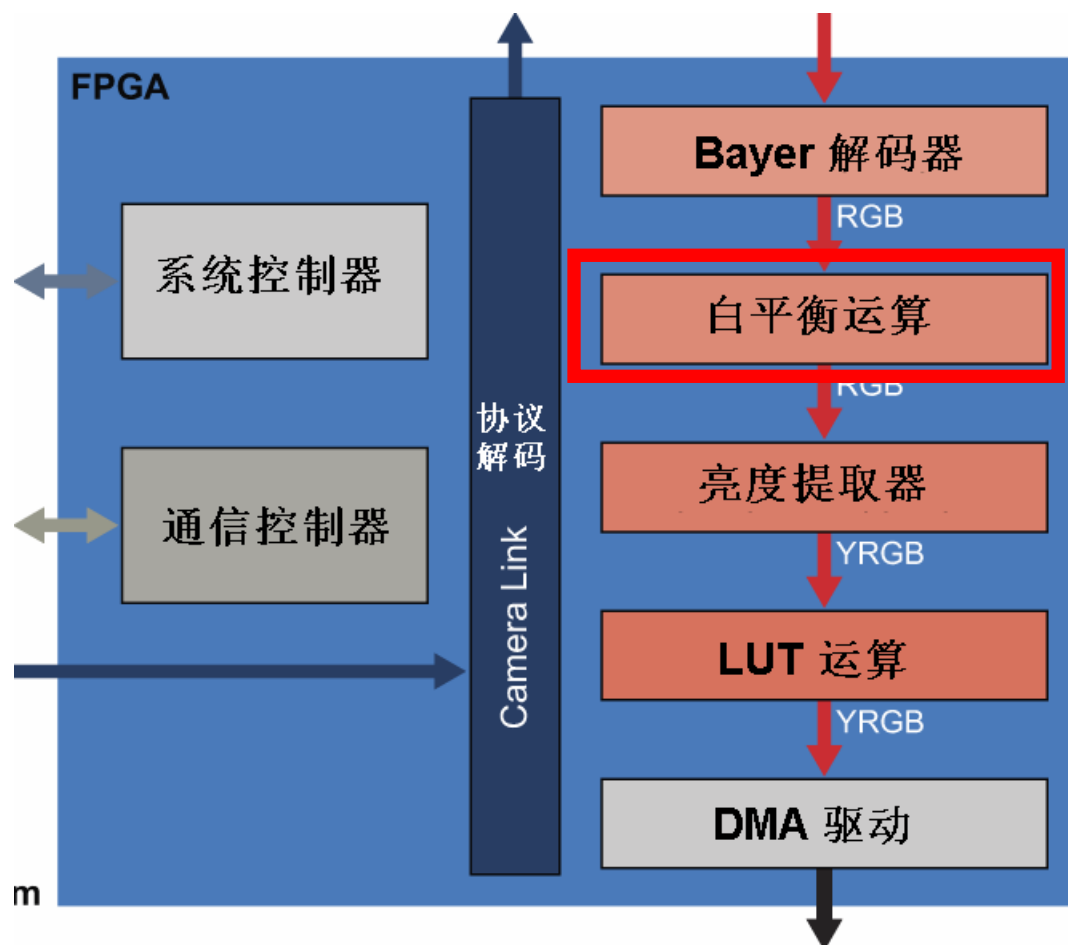 FPGA
Bayer 解码器
RGB
系统控制器
白平衡运算
RGB
协议
解码
亮度提取器
通信控制器
YRGB
Camera Link
LUT 运算
YRGB
DMA 驱动
m